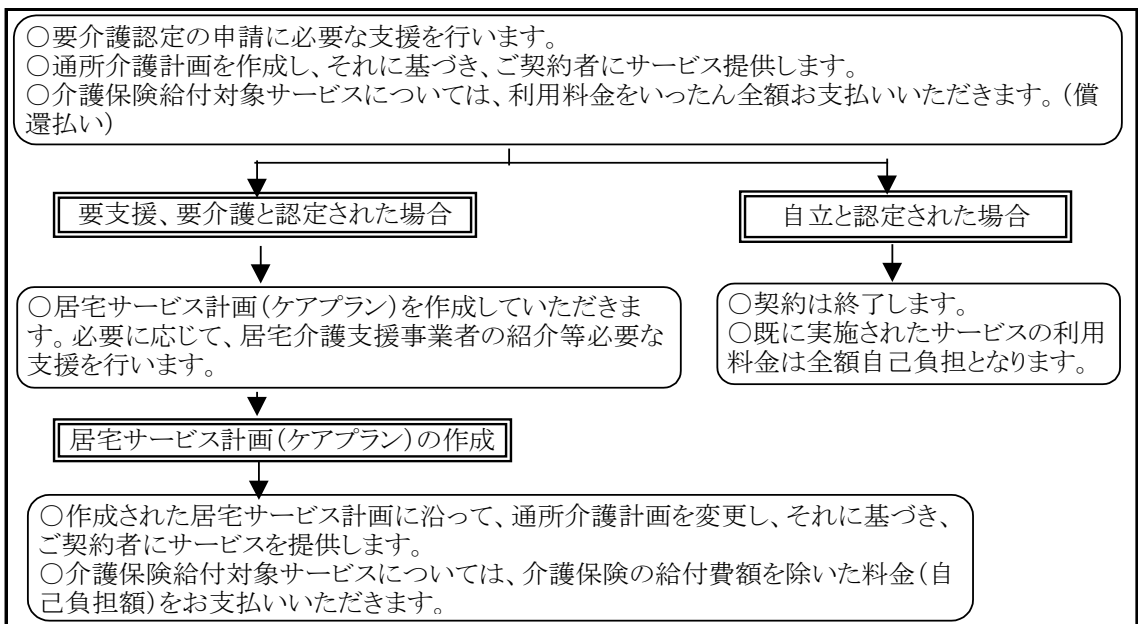 ○要介護認定の申請に必要な支援を行います。
○通所介護計画を作成し、それに基づき、ご契約者にサービス提供します。
○介護保険給付対象サービスについては、利用料金をいったん全額お支払いいただきます。(償
還払い)
要支援、要介護と認定された場合
自立と認定された場合
○居宅サービス計画(ケアプラン)を作成していただきま
す。必要に応じて、居宅介護支援事業者の紹介等必要な
支援を行います。
○契約は終了します。
○既に実施されたサービスの利用
料金は全額自己負担となります。
居宅サービス計画(ケアプラン)の作成
○作成された居宅サービス計画に沿って、通所介護計画を変更し、それに基づき、
ご契約者にサービスを提供します。
○介護保険給付対象サービスについては、介護保険の給付費額を除いた料金(自
己負担額)をお支払いいただきます。